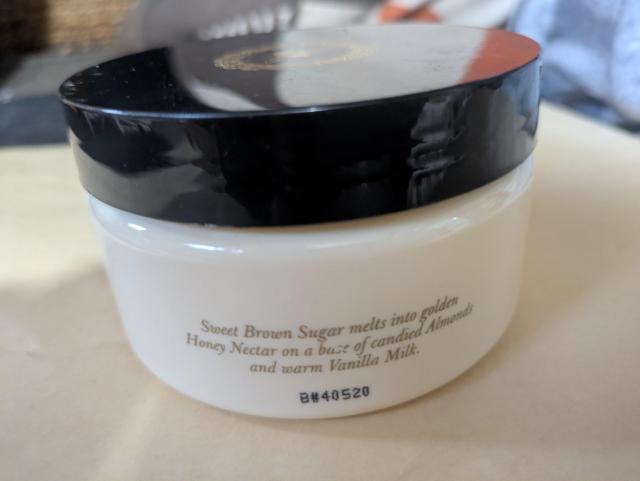 Sweet Brown Sugar melts into golden
Honey Nectar on a base of candied Almonds
and warm Vanilla Milk.
B#40520